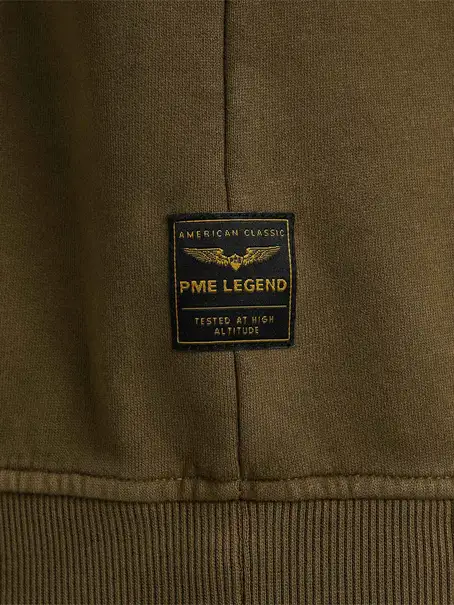 AMERICAN CLASSIC
PME LEGEND
TESTED AT HIGH
ALTITUDE